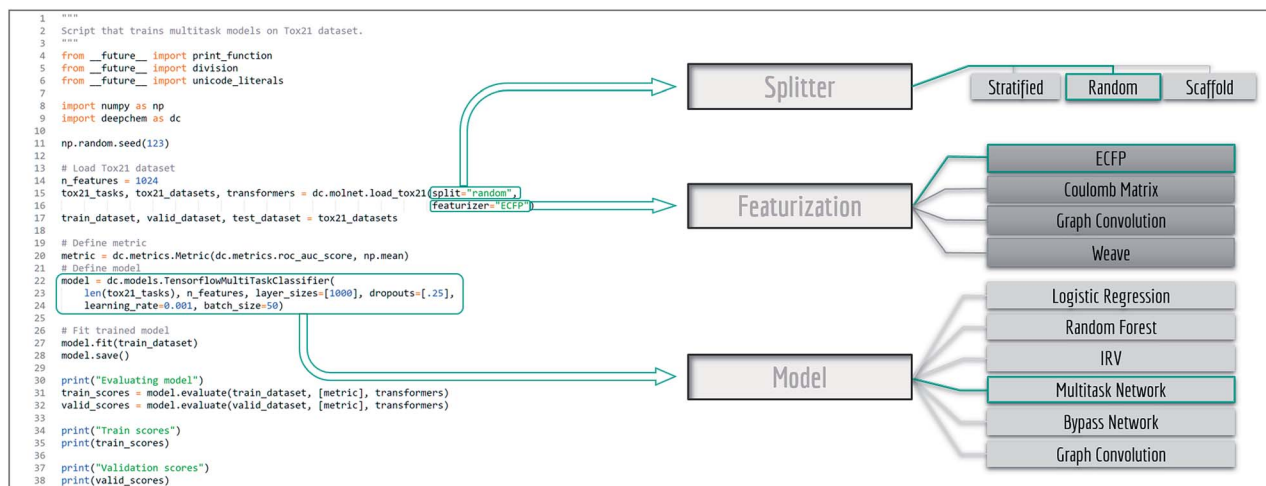 1 """
2 Script that trains multitask models on Tox21 dataset.
3 """
4 from __future__ import print_function
5 from __future__ import division
6 from __future__ import unicode_literals
7
8 import numpy as np
9 import deepchem as dc
10
11 np.random.seed(123)
12
13 # Load Tox21 dataset
14 n_features = 1024
15 tox21_tasks, tox21_datasets, transformers = dc.molnet.load_tox21(split="random",
16 featurizer="ECFP")
17 train_dataset, valid_dataset, test_dataset = tox21_datasets
18
19 # Define metric
20 metric = dc.metrics.Metric(dc.metrics.roc_auc_score, np.mean)
21 # Define model
22 model = dc.models.TensorflowMultiTaskClassifier(
23 len(tox21_tasks), n_features, layer_sizes=[1000], dropouts=[.25],
24 learning_rate=0.001, batch_size=50)
25
26 # Fit trained model
27 model.fit(train_dataset)
28 model.save()
29
30 print("Evaluating model")
31 train_scores = model.evaluate(train_dataset, [metric], transformers)
32 valid_scores = model.evaluate(valid_dataset, [metric], transformers)
33
34 print("Train scores")
35 print(train_scores)
36
37 print("Validation scores")
38 print(valid_scores)
Splitter
Stratified
Random
Scaffold
Featurization
ECFP
Coulomb Matrix
Graph Convolution
Weave
Model
Logistic Regression
Random Forest
IRV
Multitask Network
Bypass Network
Graph Convolution